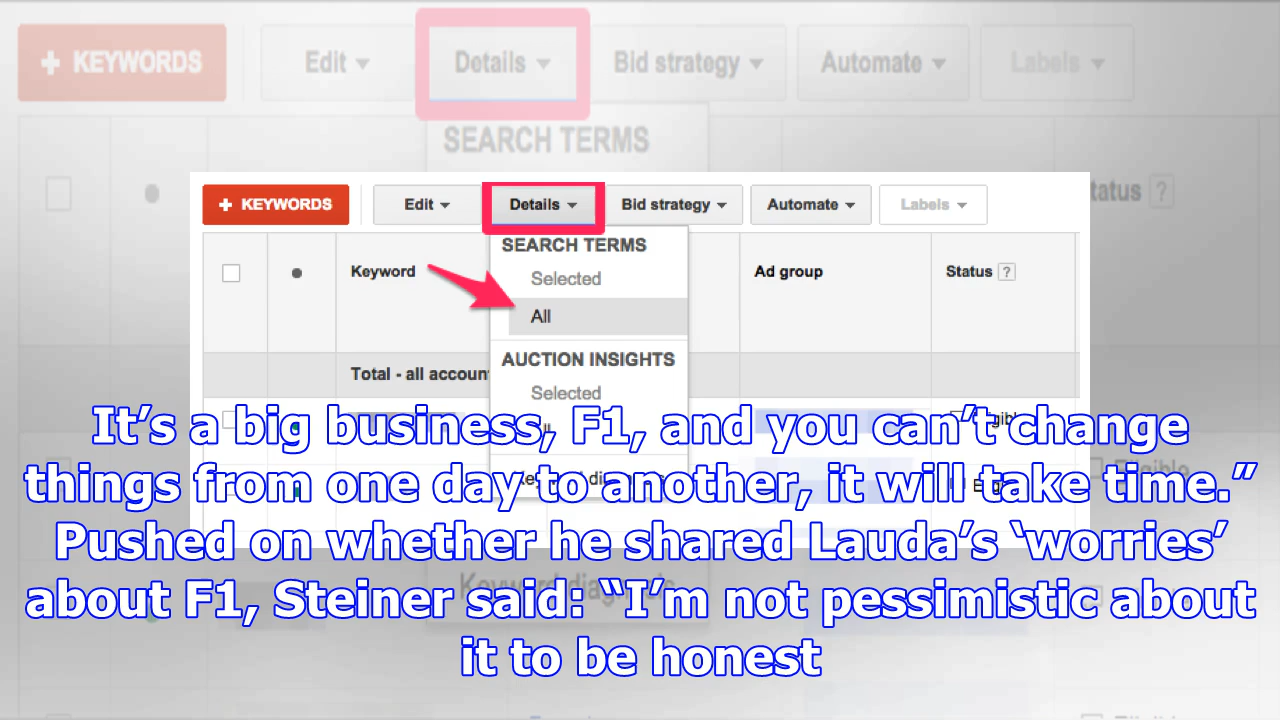 KEYWORDS Edit Details Bid strategy Automate Labels
SEARCH TERMS
Status ?
+ KEYWORDS Edit Details Bid strategy Automate Labels
SEARCH TERMS
Keyword Selected Ad group Status ?
All
AUCTION INSIGHTS
Total - all accoun
Selected
It’s a big business, F1, and you can’t change
things from one day to another, it will take time.”
Pushed on whether he shared Lauda’s ‘worries’
about F1, Steiner said: “I’m not pessimistic about
it to be honest